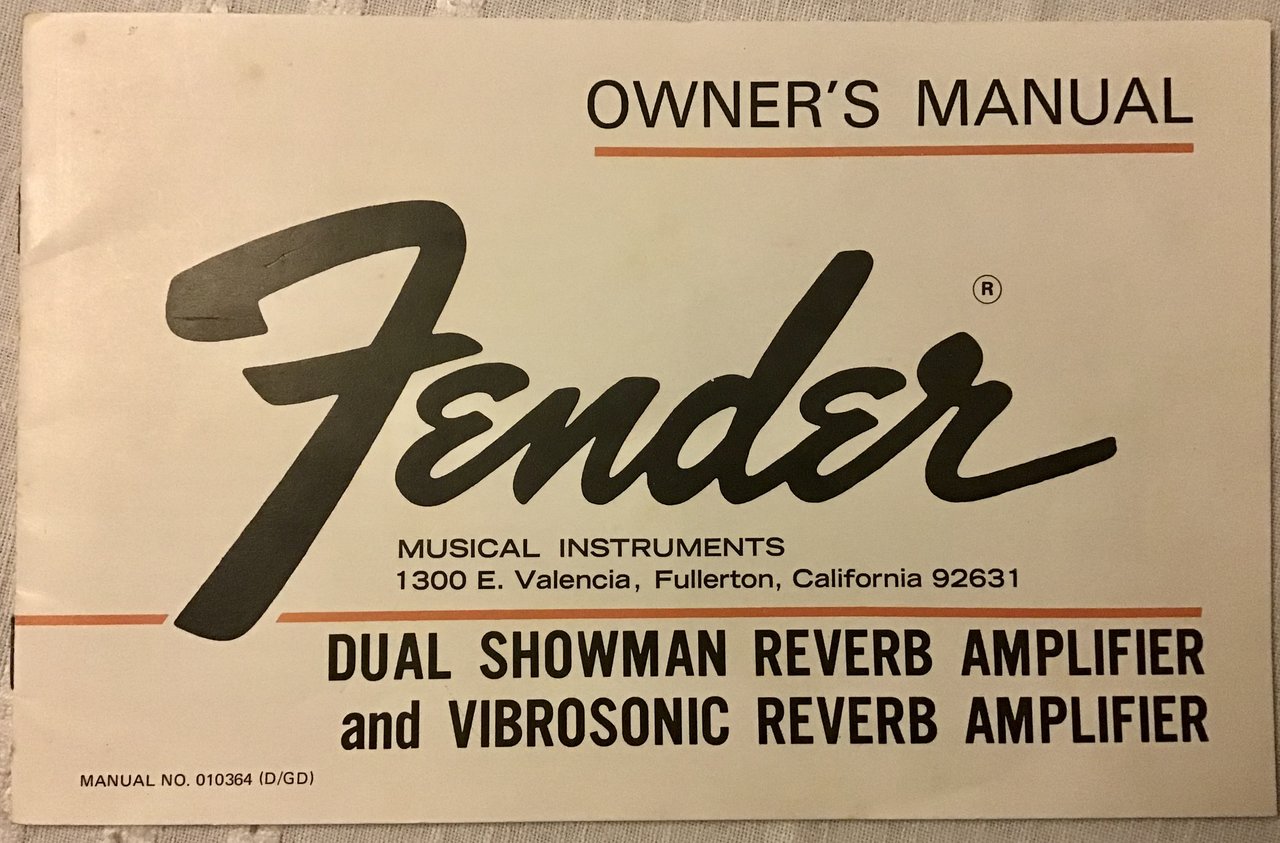 OWNER'S MANUAL
Fender ®
MUSICAL INSTRUMENTS
1300 E. Valencia, Fullerton, California 92631
DUAL SHOWMAN REVERB AMPLIFIER
and VIBROSONIC REVERB AMPLIFIER
MANUAL NO. 010364 (D/GD)